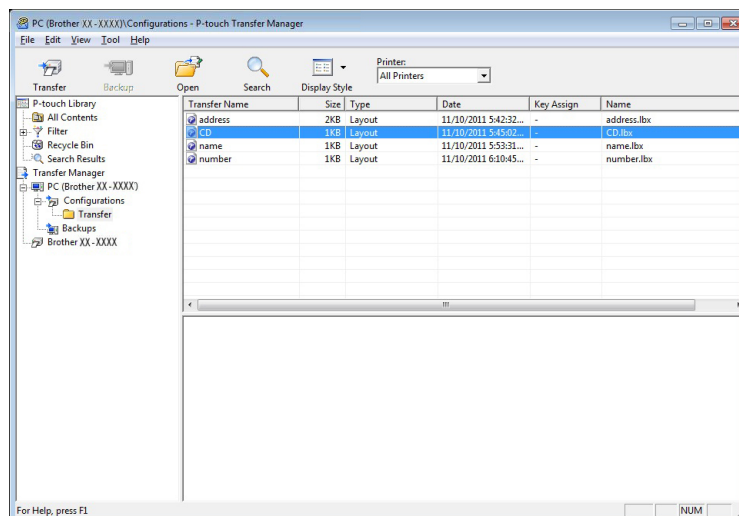 PC (Brother XX-XXXX)\Configurations - P-touch Transfer Manager
File Edit View Tool Help
Transfer Backup Open Search Display Style
Printer:
All Printers
P-touch Library
All Contents
Filter
Recycle Bin
Search Results
Transfer Manager
PC (Brother XX-XXXX)
Configurations
Transfer
Backups
Brother XX-XXXX
Transfer Name Size Type Date Key Assign Name
address 2KB Layout 11/10/2011 5:42:32... - address.lbx
CD 1KB Layout 11/10/2011 5:45:02... - CD.lbx
name 1KB Layout 11/10/2011 5:53:31... - name.lbx
number 1KB Layout 11/10/2011 6:10:45... - number.lbx
For Help, press F1
NUM